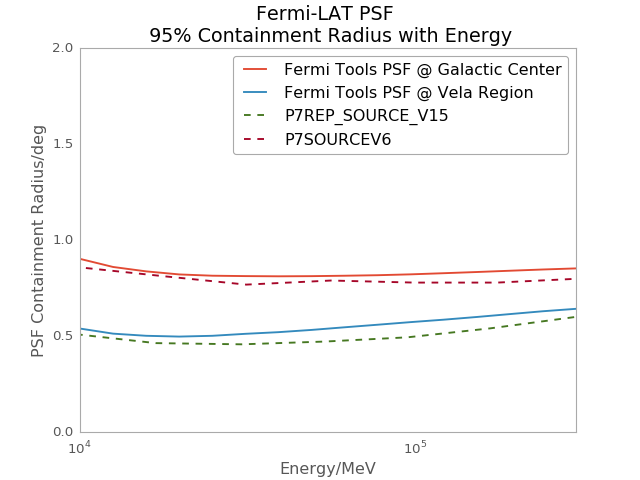 Fermi-LAT PSF
95% Containment Radius with Energy
2.0
Fermi Tools PSF @ Galactic Center
Fermi Tools PSF @ Vela Region
P7REP_SOURCE_V15
P7SOURCEV6
1.5
1.0
0.5
0.0
PSF Containment Radius/deg
10^4
10^5
Energy/MeV